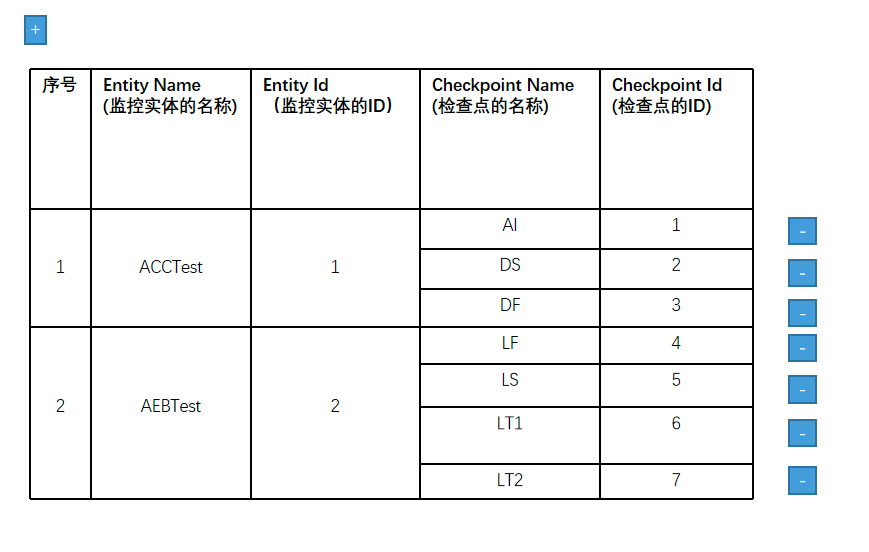 +
序号
Entity Name
(监控实体的名称)
Entity Id
（监控实体的ID）
Checkpoint Name
(检查点的名称)
Checkpoint Id
(检查点的ID)
1
ACCTest
1
AI
1
-
DS
2
-
DF
3
-
2
AEBTest
2
LF
4
-
LS
5
-
LT1
6
-
LT2
7
-